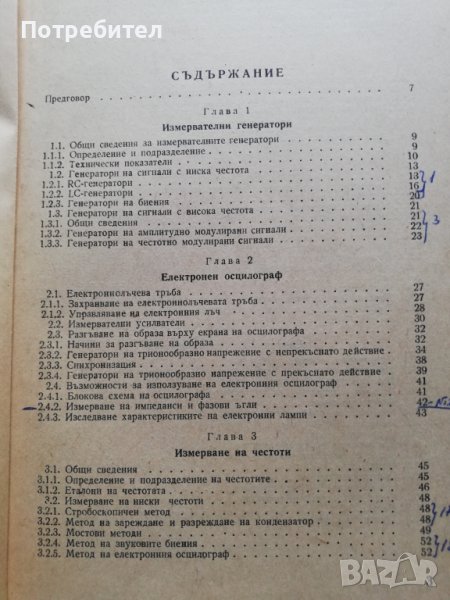 Потребител
СЪДЪРЖАНИЕ
Предговор 7
Глава 1
Измервателни генератори
1.1. Общи сведения за измервателните генератори 9
1.1.1. Определение и подразделение 9
1.1.2. Технически показатели 10
1.2. Генератори на сигнали с ниска честота 13
1.2.1. RC-генератори 13
1.2.2. LC-генератори 16
1.2.3. Генератори на биения 20
1.3. Генератори на сигнали с висока честота 21
1.3.1. Общи сведения 21
1.3.2. Генератори на амплитудно модулирани сигнали 22
1.3.3. Генератори на честотно модулирани сигнали 23
1
3
Глава 2
Електронен осцилограф
2.1. Електроннолъчева тръба 27
2.1.1. Захранване на електроннолъчевата тръба 27
2.1.2. Управляване на електронния лъч 28
2.2. Измервателни усилватели 30
2.3. Разгъване на образа върху екрана на осцилографа 32
2.3.1. Начини за разгъване на образа 32
2.3.2. Генератори на трионообразно напрежение с непрекъснато действие 34
2.3.3. Синхронизация 38
2.3.4. Генератори на трионообразно напрежение с прекъснато действие 39
2.4. Възможности за използуване на електронния осцилограф 41
2.4.1. Блокова схема на осцилографа 41
2.4.2. Измерване на импеданси и фазови ъгли 42
2.4.3. Изследване характеристиките на електронни лампи 43
Глава 3
Измерване на честоти
3.1. Общи сведения 45
3.1.1. Определение и подразделение на честотите 45
3.1.2. Еталони на честотата 46
3.2. Измерване на ниски честоти 48
3.2.1. Стробоскопичен метод 48
3.2.2. Метод на зареждане и разреждане на кондензатор 48
3.2.3. Мостови методи 49
3.2.4. Метод на звуковите биения 52
3.2.5. Метод на електронния осцилограф 52
3
bazar.bg